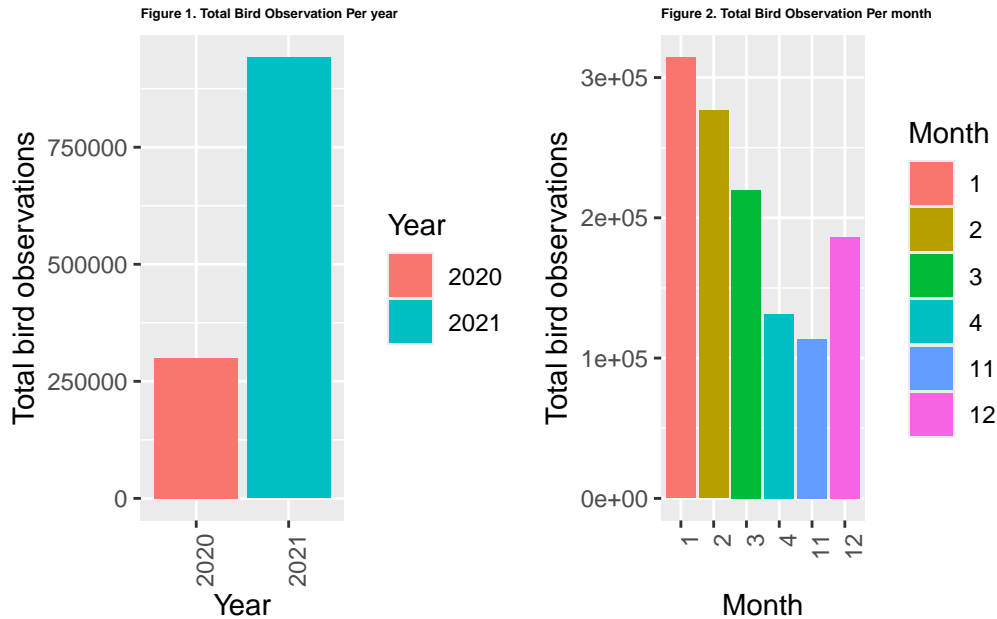 Figure 1. Total Bird Observation Per year
Total bird observations
750000
500000
250000
0
2020
2021
Year
Year
2020
2021
Figure 2. Total Bird Observation Per month
Total bird observations
3e+05
2e+05
1e+05
0e+00
1
2
3
4
11
12
Month
Month
1
2
3
4
11
12